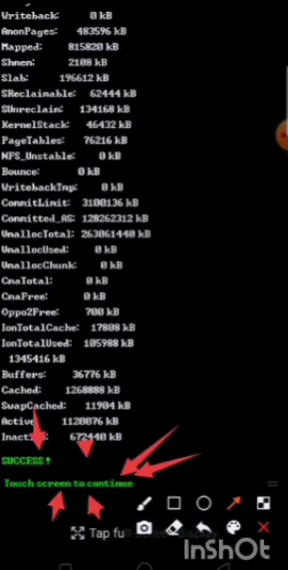 Writeback: 0 kB
AnonPages: 483596 kB
Mapped: 815820 kB
Shmem: 2108 kB
Slab: 196612 kB
SReclaimable: 62444 kB
SUnreclaim: 134168 kB
KernelStack: 46432 kB
PageTables: 76216 kB
NFS_Unstable: 0 kB
Bounce: 0 kB
WritebackTmp: 0 kB
CommitLimit: 3100136 kB
Committed_AS: 128262312 kB
VmallocTotal: 263061440 kB
VmallocUsed: 0 kB
VmallocChunk: 0 kB
CmaTotal: 0 kB
CmaFree: 0 kB
Oppo2Free: 700 kB
IonTotalCache: 17808 kB
IonTotalUsed: 105988 kB
1345416 kB
Buffers: 36776 kB
Cached: 1268888 kB
SwapCached: 11904 kB
Active: 1120876 kB
Inactive: 672440 kB
SUCCESS!
Touch screen to continue
Tap fu
InShOt